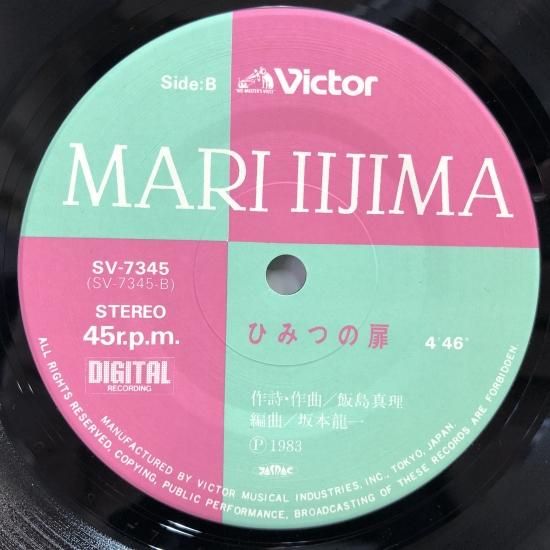 Side:B
"HIS MASTER'S VOICE"
Victor
MARI IIJIMA
SV-7345
(SV-7345-B)
STEREO
45r.p.m.
DIGITAL
RECORDING
ひみつの扉
4'46"
作詩・作曲/飯島真理
編曲/坂本龍一
Ⓟ 1983
JASRAC
MANUFACTURED BY VICTOR MUSICAL INDUSTRIES, INC., TOKYO, JAPAN.
ALL RIGHTS RESERVED, COPYING, PUBLIC PERFORMANCE, BROADCASTING OF THESE RECORDS ARE FORBIDDEN.